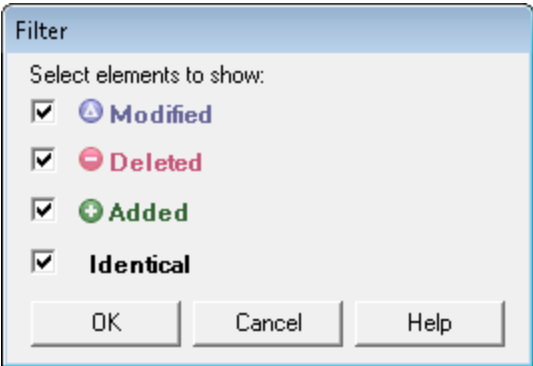 Filter
Select elements to show:
Modified
Deleted
Added
Identical
OK Cancel Help